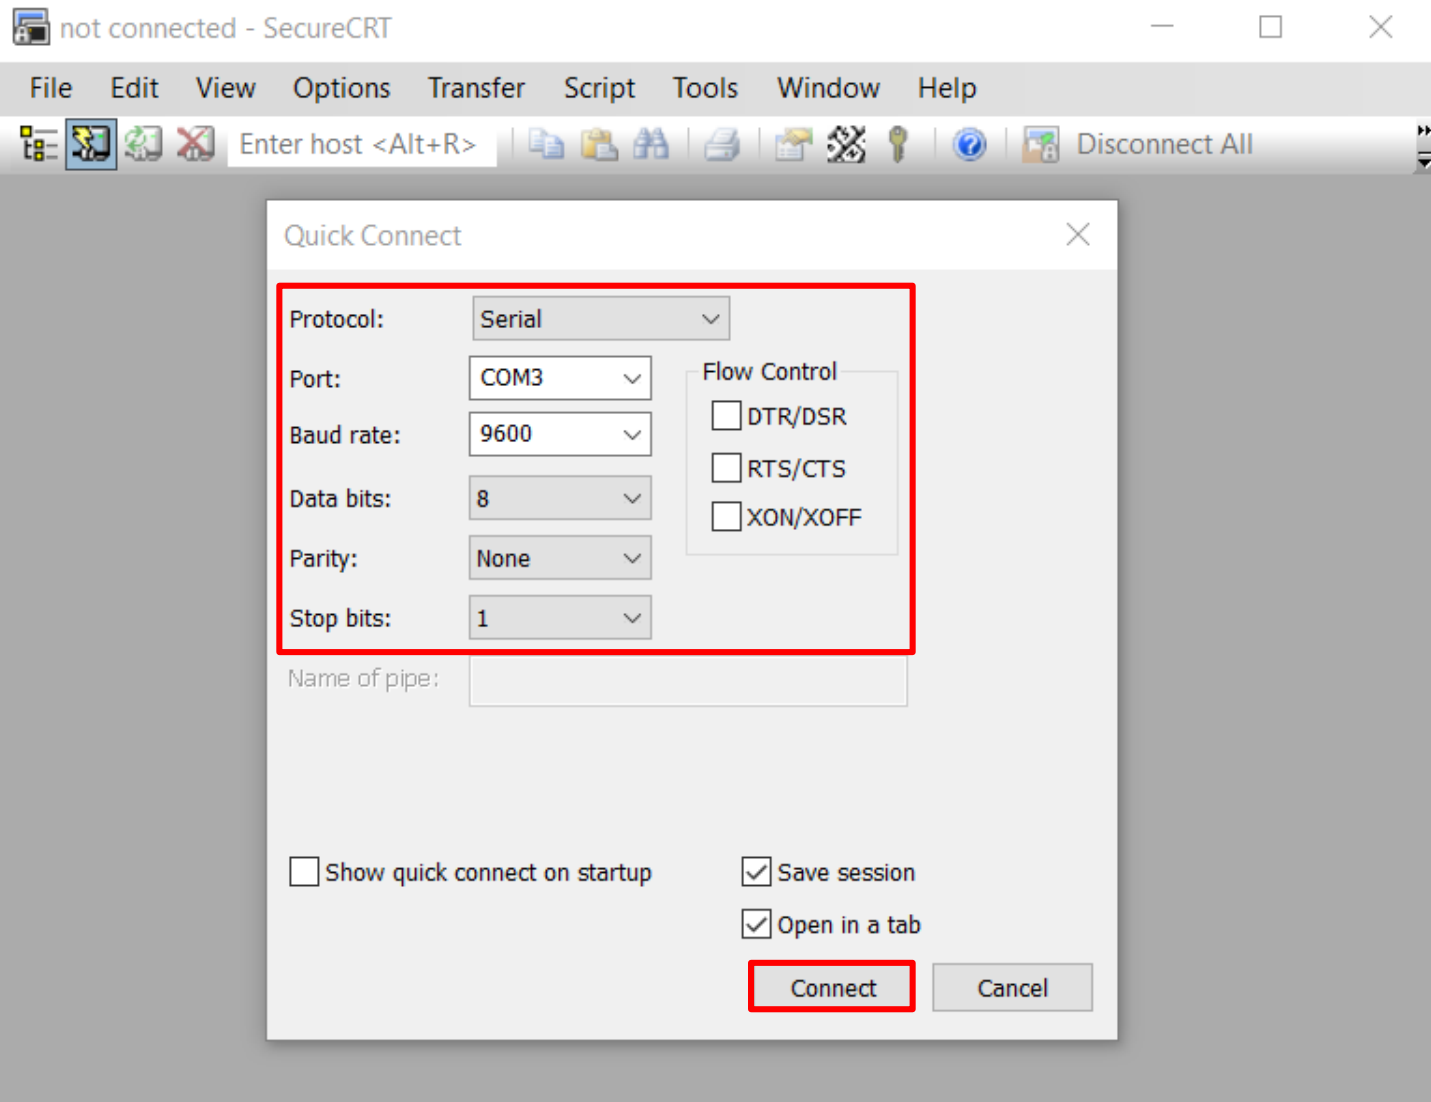 not connected - SecureCRT
File Edit View Options Transfer Script Tools Window Help
Enter host <Alt+R> Disconnect All
Quick Connect
Protocol: Serial
Port: COM3
Flow Control
DTR/DSR
Baud rate: 9600
RTS/CTS
Data bits: 8
XON/XOFF
Parity: None
Stop bits: 1
Name of pipe:
Show quick connect on startup Save session
Open in a tab
Connect Cancel